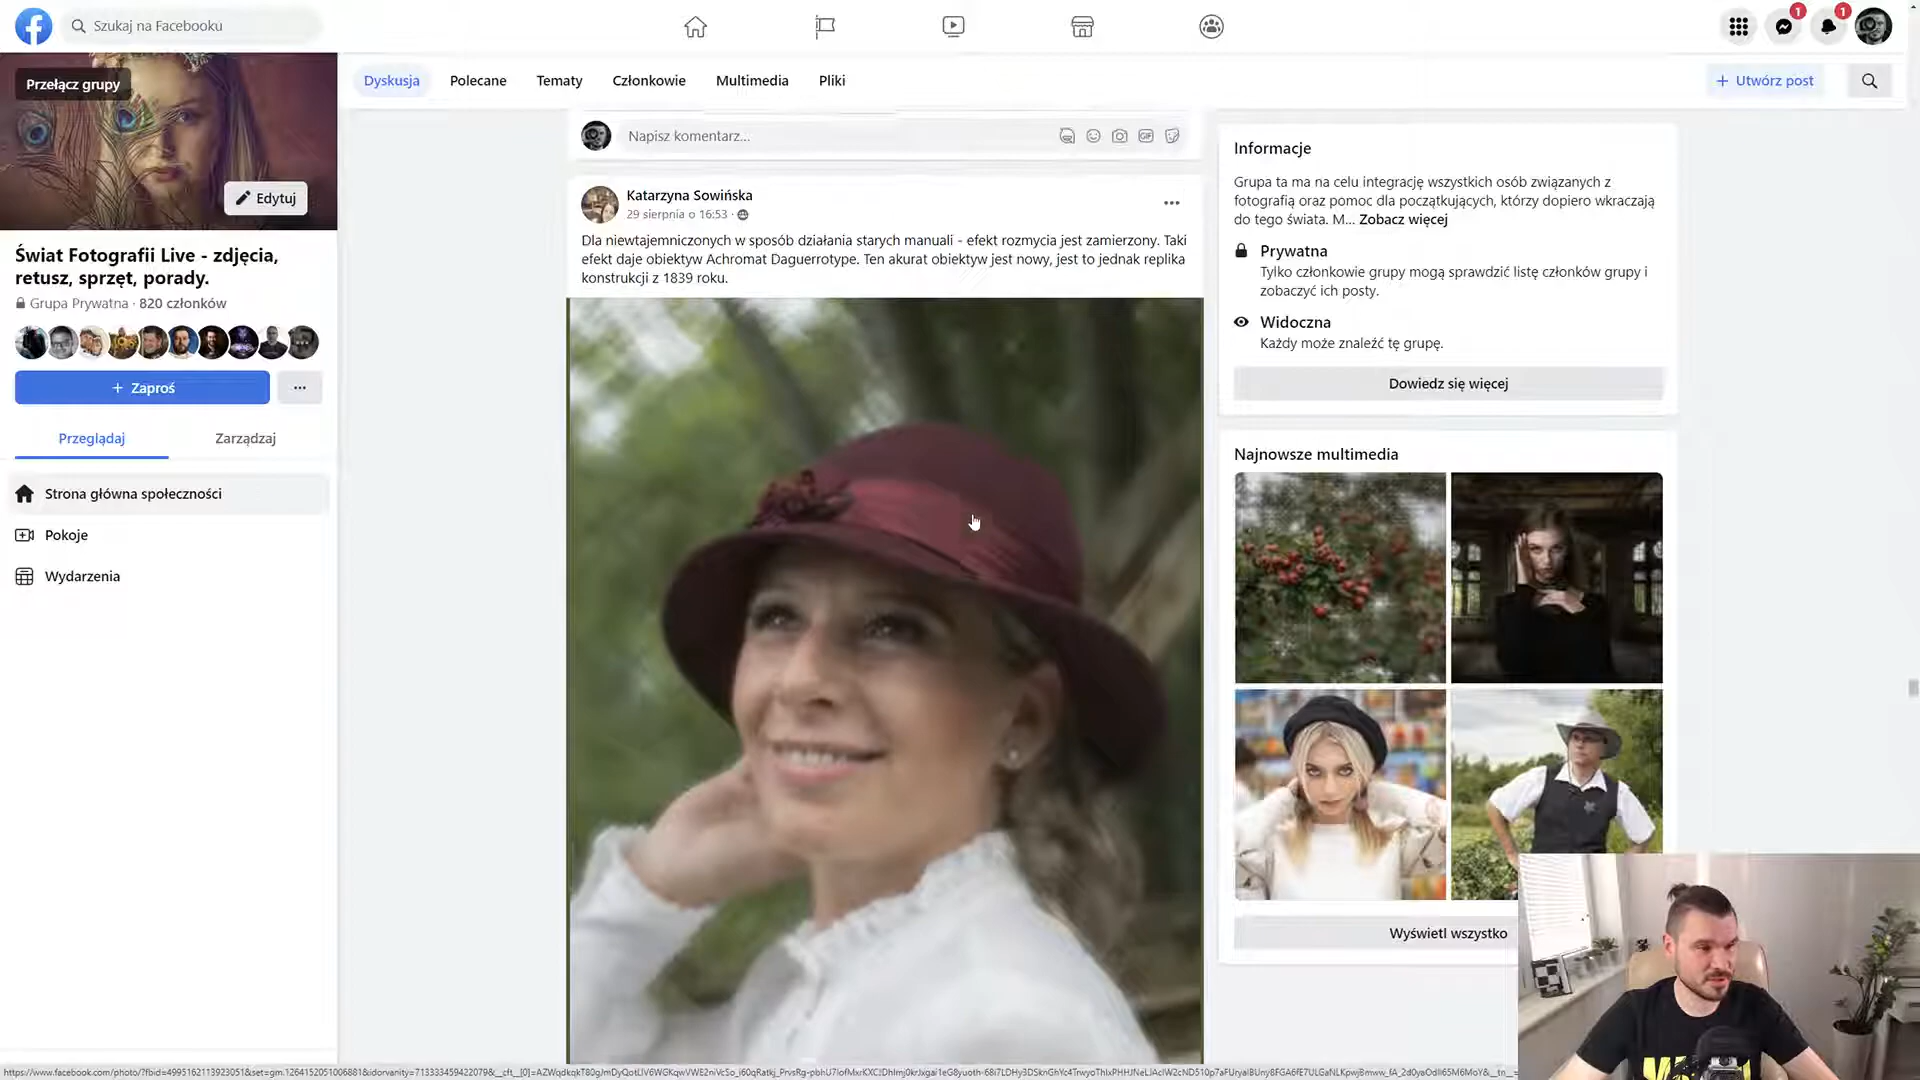 Szukaj na Facebooku
1
1
Przełącz grupy
Edytuj
Świat Fotografii Live - zdjęcia,
retusz, sprzęt, porady.
Grupa Prywatna · 820 członków
+ Zaproś
Przeglądaj
Zarządzaj
Strona główna społeczności
Pokoje
Wydarzenia
Dyskusja
Polecane
Tematy
Członkowie
Multimedia
Pliki
+ Utwórz post
Napisz komentarz...
GIF
Katarzyna Sowińska
29 sierpnia o 16:53 ·
Dla niewtajemniczonych w sposób działania starych manuali - efekt rozmycia jest zamierzony. Taki
efekt daje obiektyw Achromat Daguerrotype. Ten akurat obiektyw jest nowy, jest to jednak replika
konstrukcji z 1839 roku.
Informacje
Grupa ta ma na celu integrację wszystkich osób związanych z
fotografią oraz pomoc dla początkujących, którzy dopiero wkraczają
do tego świata. M... Zobacz więcej
Prywatna
Tylko członkowie grupy mogą sprawdzić listę członków grupy i
zobaczyć ich posty.
Widoczna
Każdy może znaleźć tę grupę.
Dowiedz się więcej
Najnowsze multimedia
Wyświetl wszystko